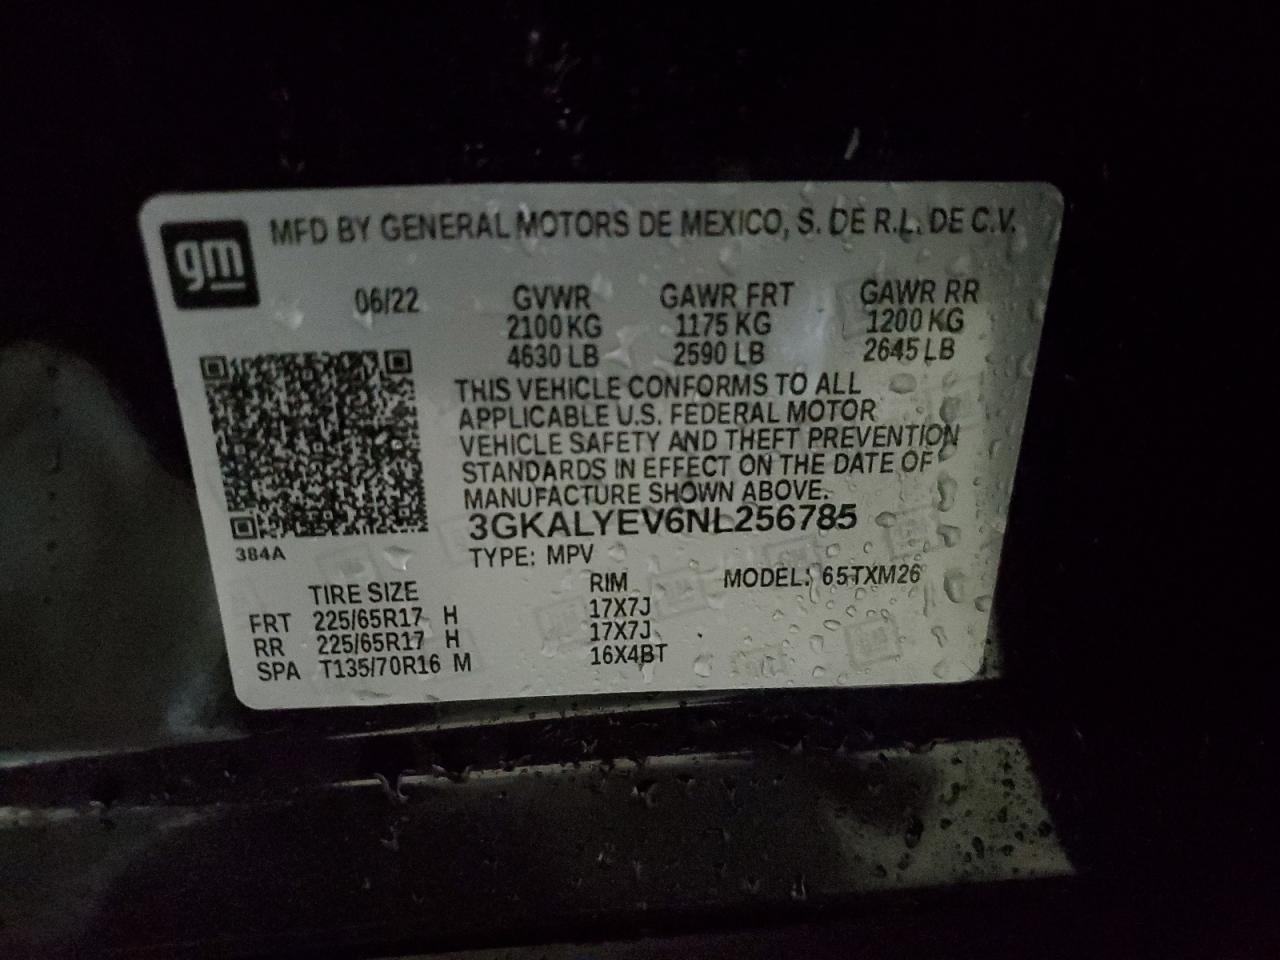 gm
MFD BY GENERAL MOTORS DE MEXICO, S. DE R.L. DE C.V.
06/22 GVWR GAWR FRT GAWR RR
2100 KG 1175 KG 1200 KG
4630 LB 2590 LB 2645 LB
THIS VEHICLE CONFORMS TO ALL
APPLICABLE U.S. FEDERAL MOTOR
VEHICLE SAFETY AND THEFT PREVENTION
STANDARDS IN EFFECT ON THE DATE OF
MANUFACTURE SHOWN ABOVE.
3GKALYEV6NL256785
384A
TYPE: MPV
TIRE SIZE RIM MODEL: 65TXM26
FRT 225/65R17 H 17X7J
RR 225/65R17 H 17X7J
SPA T135/70R16 M 16X4BT